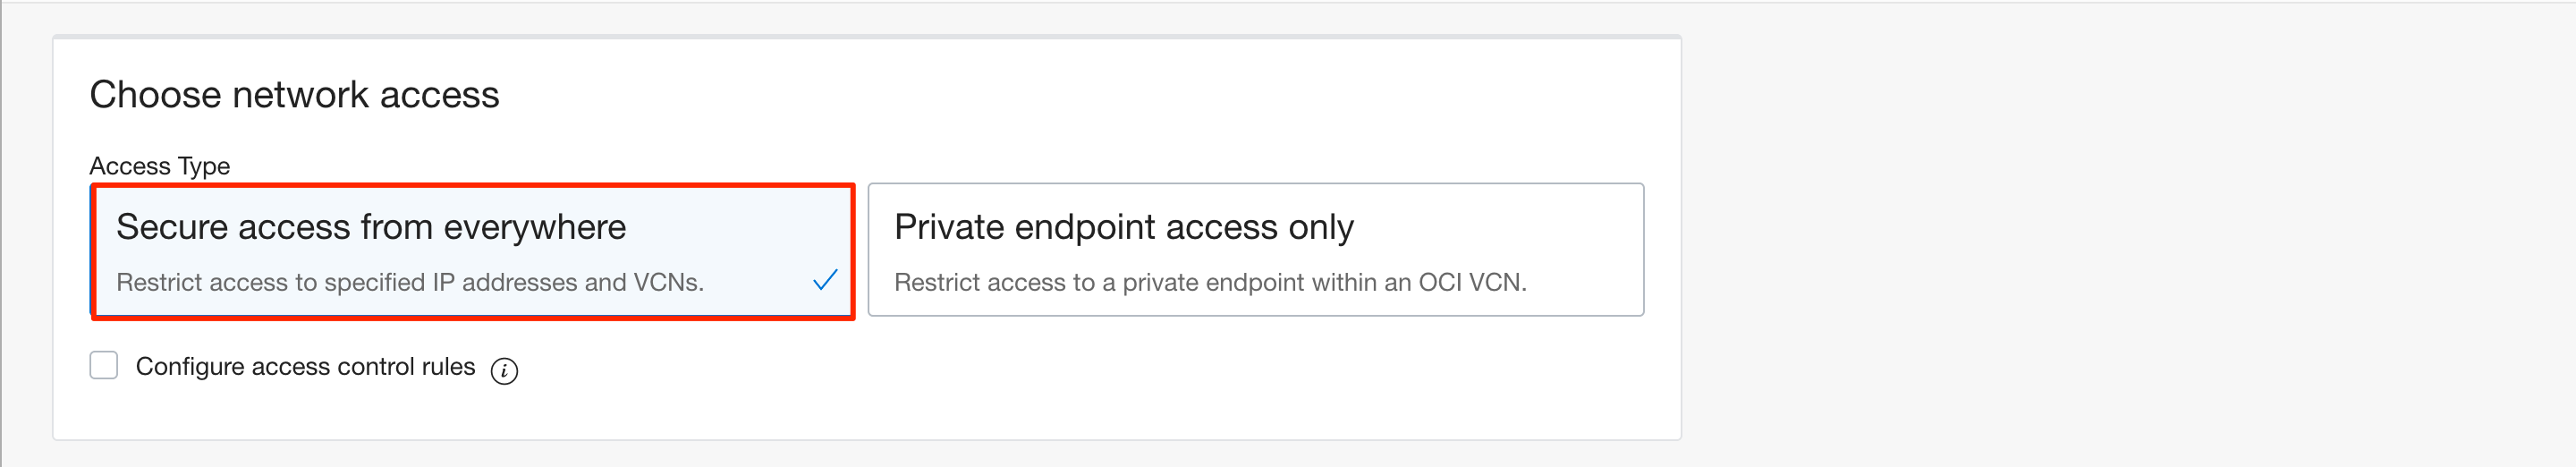 Choose network access
Access Type
Secure access from everywhere
Restrict access to specified IP addresses and VCNs.
Private endpoint access only
Restrict access to a private endpoint within an OCI VCN.
Configure access control rules i